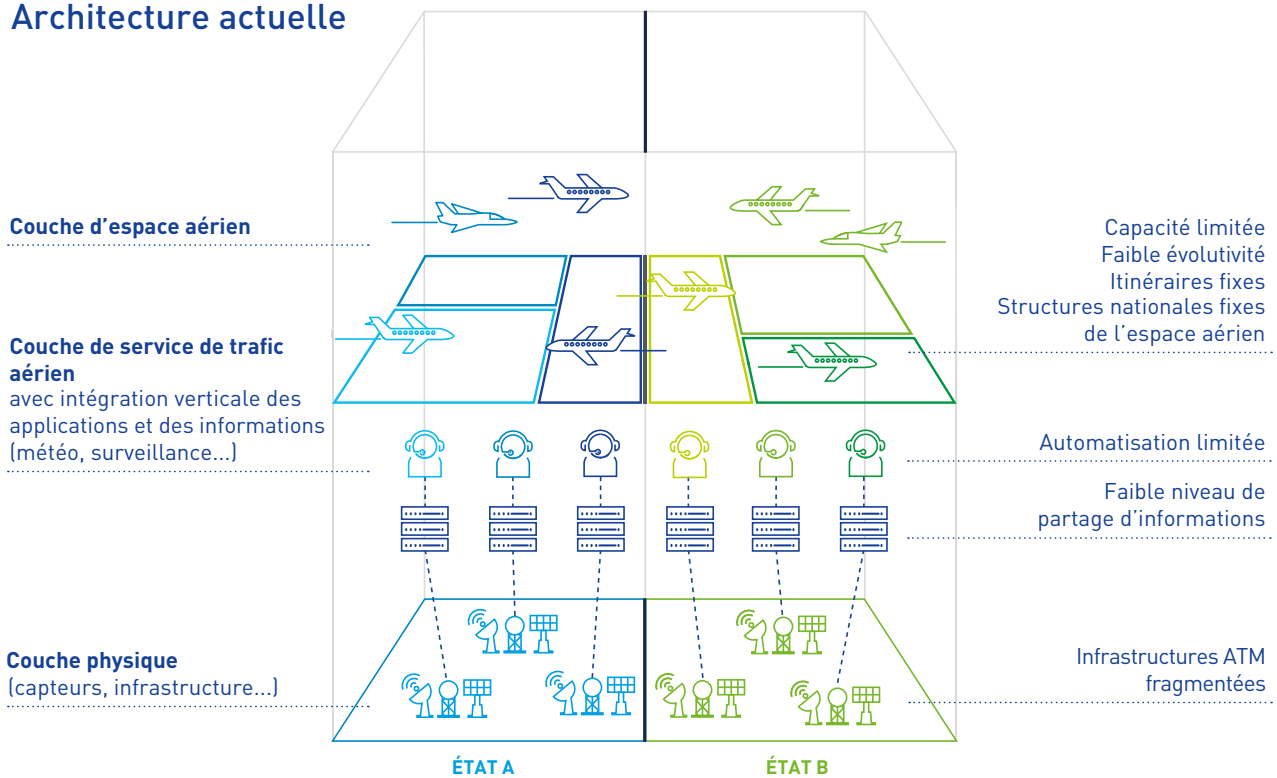 Architecture actuelle
Couche d’espace aérien
Couche de service de trafic
aérien
avec intégration verticale des
applications et des informations
(météo, surveillance...)
Couche physique
(capteurs, infrastructure...)
Capacité limitée
Faible évolutivité
Itinéraires fixes
Structures nationales fixes
de l’espace aérien
Automatisation limitée
Faible niveau de
partage d’informations
Infrastructures ATM
fragmentées
ÉTAT A
ÉTAT B